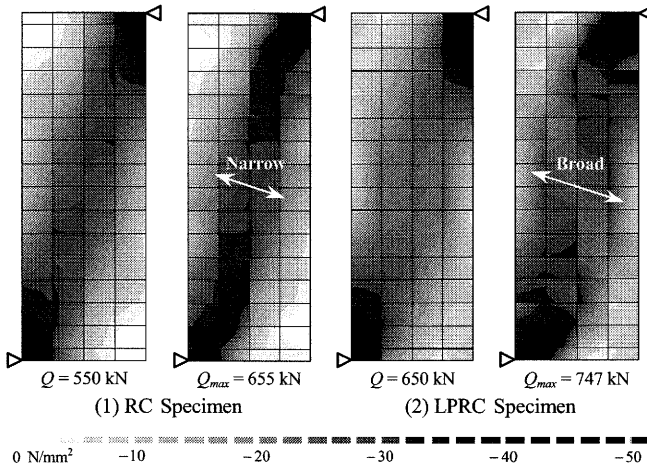 Narrow
Broad
Q = 550 kN
Qmax = 655 kN
Q = 650 kN
Qmax = 747 kN
(1) RC Specimen
(2) LPRC Specimen
0 N/mm²
−10
−20
−30
−40
−50